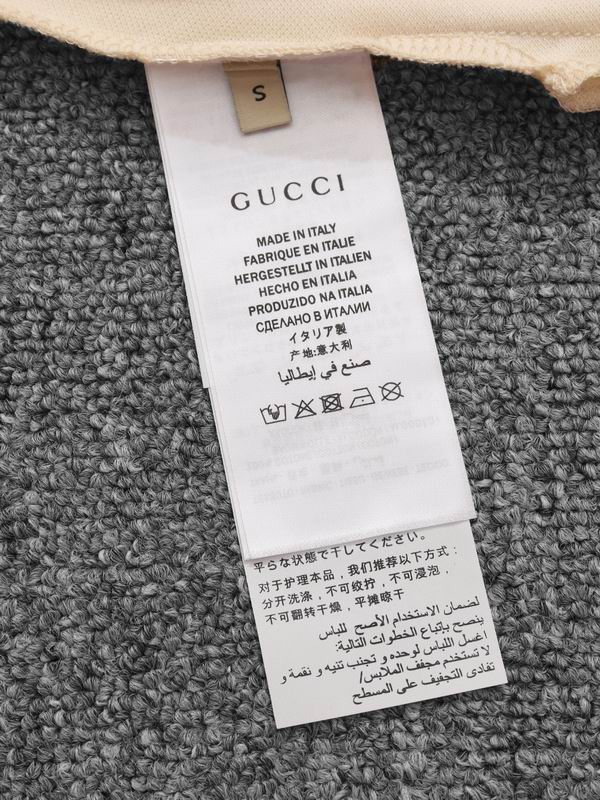 S
GUCCI
MADE IN ITALY
FABRIQUE EN ITALIE
HERGESTELLT IN ITALIEN
HECHO EN ITALIA
PRODUZIDO NA ITALIA
СДЕЛАНО В ИТАЛИИ
イタリア製
产地:意大利
صنع في إيطاليا
平らな状態で干してください。
对于护理本品，我们推荐以下方式：
分开洗涤，不可绞拧，不可浸泡，
不可翻转干燥，平摊晾干
لضمان الاستخدام الأصح للباس
ينصح بإتباع الخطوات التالية:
اغسل اللباس لوحده و تجنب تنيه و نقمة و
لا تستخدم مجفف الملابس/
تفادى التجفيف على المسطح